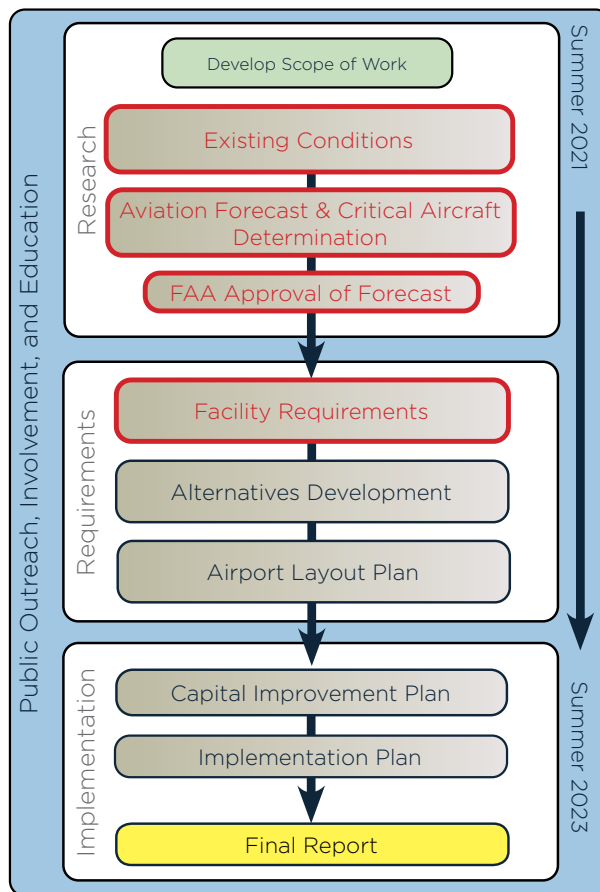 Public Outreach, Involvement, and Education
Summer 2021
Research
Develop Scope of Work
Existing Conditions
Aviation Forecast & Critical Aircraft
Determination
FAA Approval of Forecast
Requirements
Facility Requirements
Alternatives Development
Airport Layout Plan
Implementation
Capital Improvement Plan
Implementation Plan
Final Report
Summer 2023